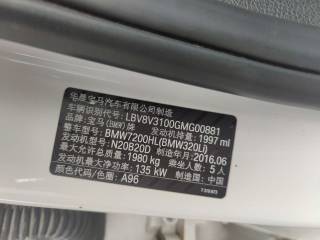 华晨宝马汽车有限公司制造
车辆识别代号: LBV8V3100GMG00881
品牌: 宝马(BMW)牌 发动机排量: 1997 ml
整车型号: BMW7200HL(BMW320Li)
发动机型号: N20B20D 制造年月: 2016.06
最大允许总质量: 1980 kg 乘坐人数: 5 人
发动机最大净功率: 135 kW 制造国: 中国
颜色代号/色漆: A96